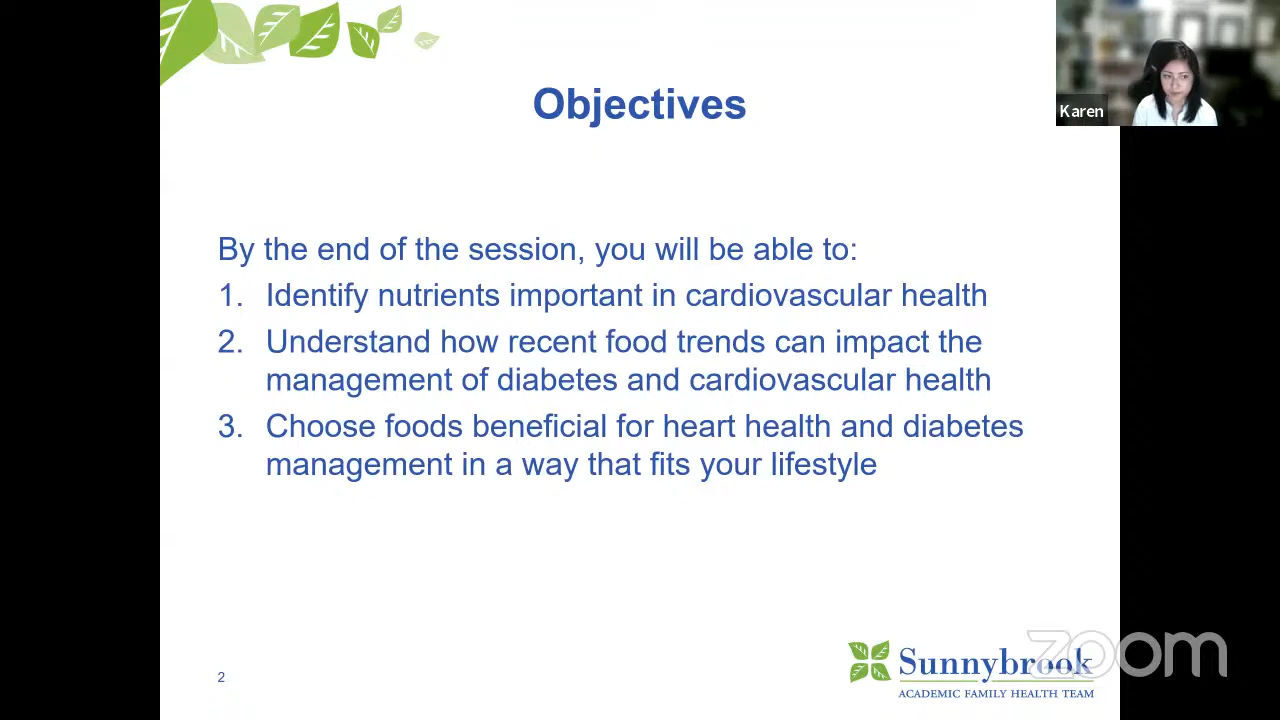 Objectives
Karen
By the end of the session, you will be able to:
1. Identify nutrients important in cardiovascular health
2. Understand how recent food trends can impact the
management of diabetes and cardiovascular health
3. Choose foods beneficial for heart health and diabetes
management in a way that fits your lifestyle
2
Sunnybrook
ACADEMIC FAMILY HEALTH TEAM
zoom